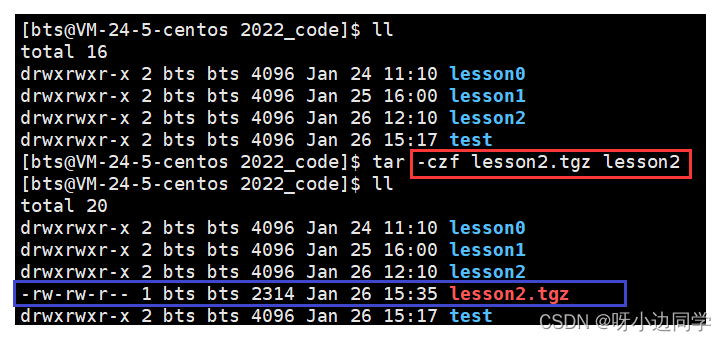 [bts@VM-24-5-centos 2022_code]$ ll
total 16
drwxrwxr-x 2 bts bts 4096 Jan 24 11:10 lesson0
drwxrwxr-x 2 bts bts 4096 Jan 25 16:00 lesson1
drwxrwxr-x 2 bts bts 4096 Jan 26 12:10 lesson2
drwxrwxr-x 2 bts bts 4096 Jan 26 15:17 test
[bts@VM-24-5-centos 2022_code]$ tar -czf lesson2.tgz lesson2
[bts@VM-24-5-centos 2022_code]$ ll
total 20
drwxrwxr-x 2 bts bts 4096 Jan 24 11:10 lesson0
drwxrwxr-x 2 bts bts 4096 Jan 25 16:00 lesson1
drwxrwxr-x 2 bts bts 4096 Jan 26 12:10 lesson2
-rw-rw-r-- 1 bts bts 2314 Jan 26 15:35 lesson2.tgz
drwxrwxr-x 2 bts bts 4096 Jan 26 15:17 test
CSDN @呀小边同学